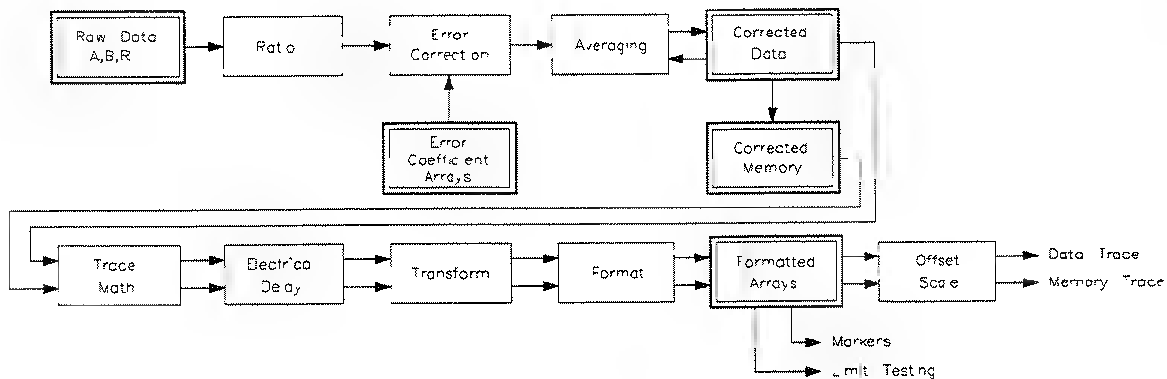 Raw Data
A,B,R
Ratio
Error
Correction
Averaging
Corrected
Data
Error
Coefficient
Arrays
Corrected
Memory
Trace
Math
Electrical
Delay
Transform
Format
Formatted
Arrays
Offset
Scale
Data Trace
Memory Trace
Markers
Limit Testing